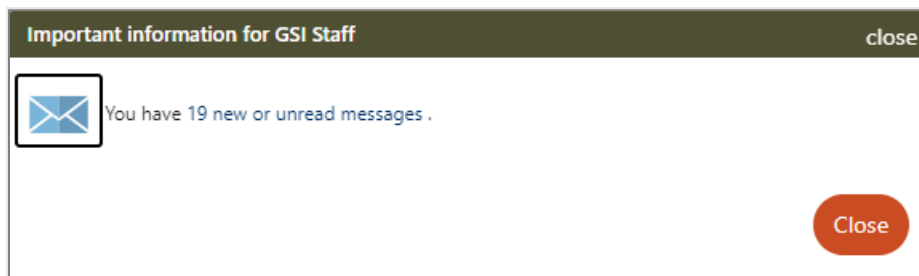 Important information for GSI Staff close
You have 19 new or unread messages .
Close